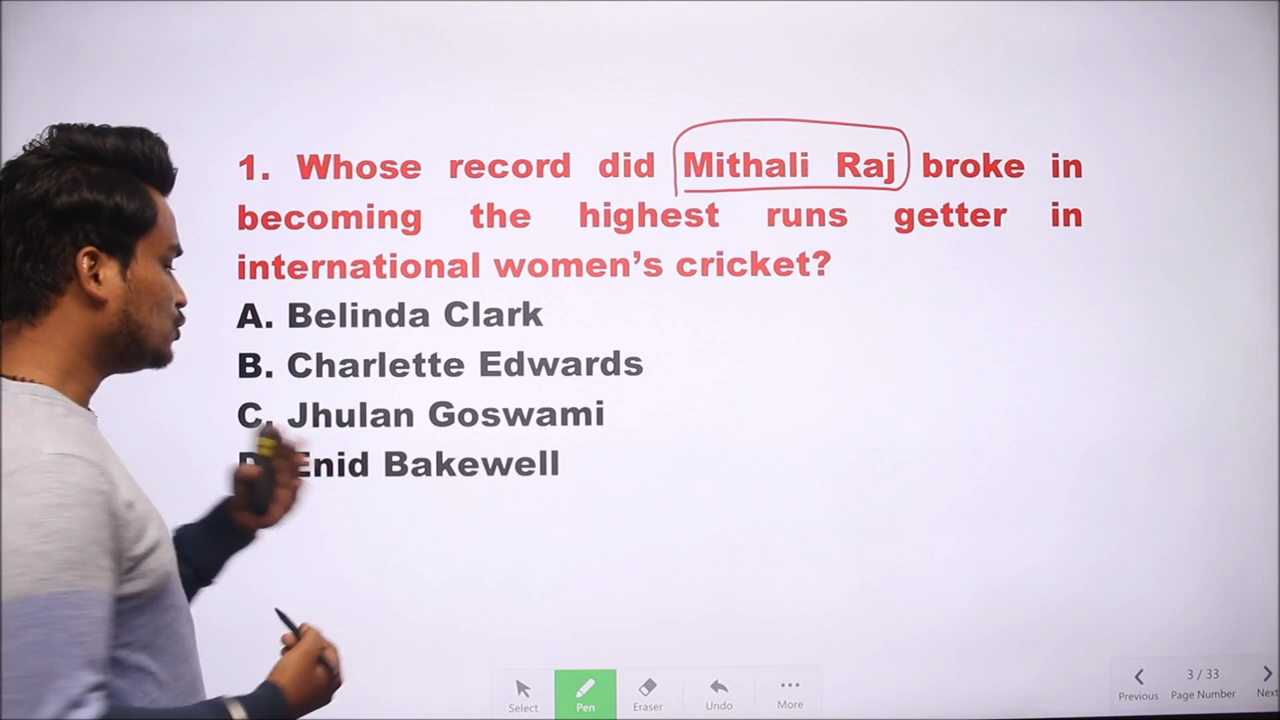 1. Whose record did Mithali Raj broke in
becoming the highest runs getter in
international women's cricket?
A. Belinda Clark
B. Charlette Edwards
C. Jhulan Goswami
D. Enid Bakewell
Select Pen Eraser Undo More
Previous 3 / 33 Page Number Next